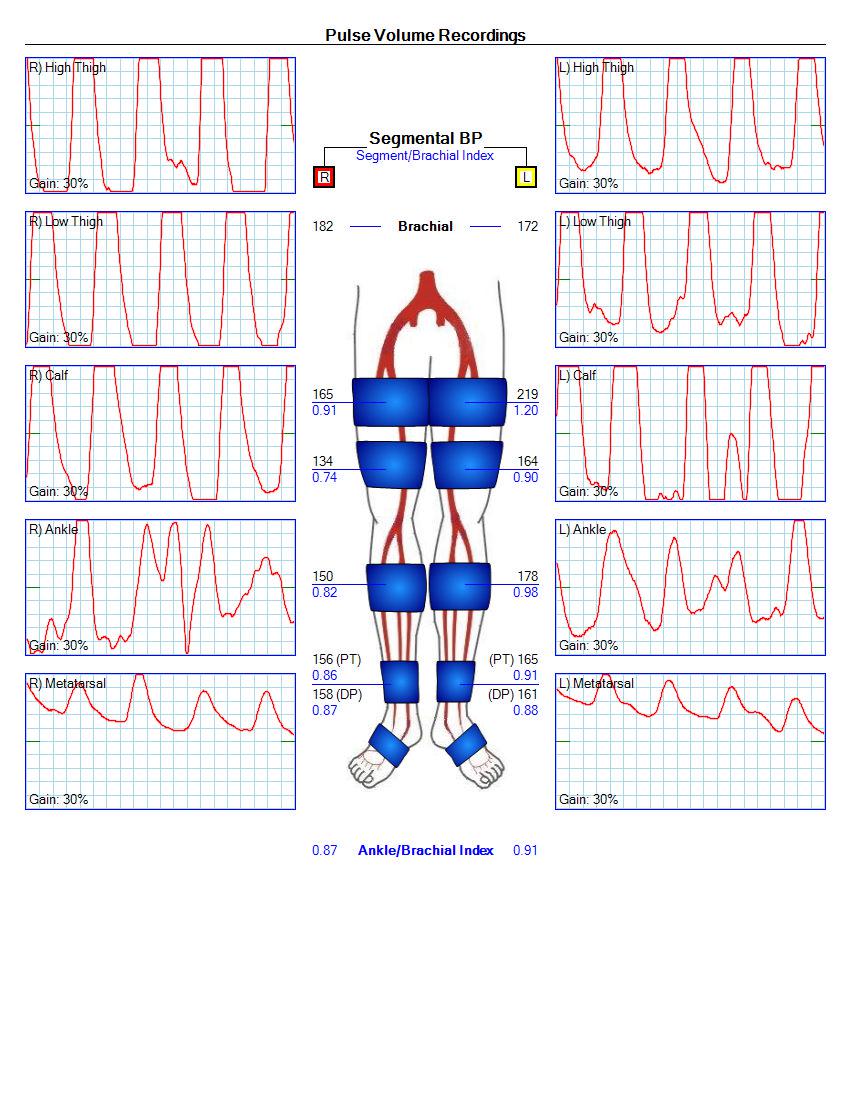 Pulse Volume Recordings
R) High Thigh
Gain: 30%
R) Low Thigh
Gain: 30%
R) Calf
Gain: 30%
R) Ankle
Gain: 30%
R) Metatarsal
Gain: 30%
Segmental BP
Segment/Brachial Index
R L
182 Brachial 172
165 219
0.91 1.20
134 164
0.74 0.90
150 178
0.82 0.98
156 (PT) (PT) 165
0.86 0.91
158 (DP) (DP) 161
0.87 0.88
0.87 Ankle/Brachial Index 0.91
L) High Thigh
Gain: 30%
L) Low Thigh
Gain: 30%
L) Calf
Gain: 30%
L) Ankle
Gain: 30%
L) Metatarsal
Gain: 30%